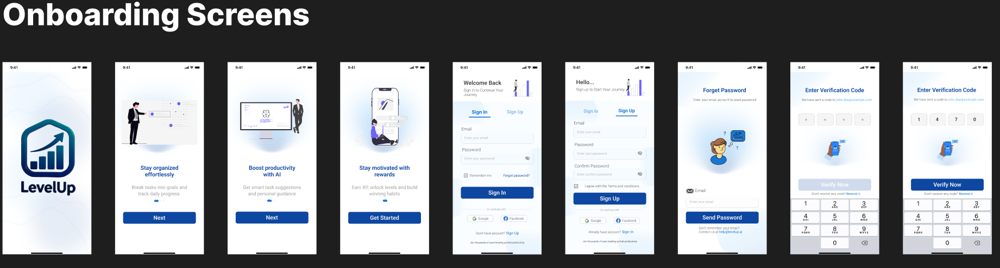 Onboarding Screens
9:41
LevelUp
9:41
Stay organized
effortlessly
Break tasks into goals and
track daily progress.
Next
9:41
Boost productivity
with AI
Get smart task suggestions
and personal guidance
Next
9:41
Stay motivated with
rewards
Earn XP, unlock levels and build
winning habits
Get Started
9:41
Welcome Back
Sign in to Continue Your
Journey
Sign In
Sign Up
Email
Enter your email
Password
Enter your password
Remember me
Forgot password?
Sign In
Or continue with
Google
Facebook
Don't have account? Sign Up
Join thousands of users leveling up their productivity
9:41
Hello...
Sign up to Start Your Journey
Sign In
Sign Up
Email
Enter your email
Password
Enter your password
Confirm Password
Enter confirm password
I agree with the Terms and conditions
Sign Up
Or continue with
Google
Facebook
Already have account? Sign In
Join thousands of users leveling up their productivity
9:41
Forget Password
Enter your email account to reset password
?
?
Email
Enter your email
Send Password
Don't remember your email?
Contact us at help@levelup.ai
9:41
Enter Verification Code
We have sent a code to john.doe@example.com
* * * *
Verify Now
Don't receive any code? Resend it
1 2 3
ABC DEF
4 5 6
GHI JKL MNO
7 8 9
PQRS TUV WXYZ
0
9:41
Enter Verification Code
We have sent a code to john.doe@example.com
1 4 7 0
Verify Now
Don't receive any code? Resend it
1 2 3
ABC DEF
4 5 6
GHI JKL MNO
7 8 9
PQRS TUV WXYZ
0